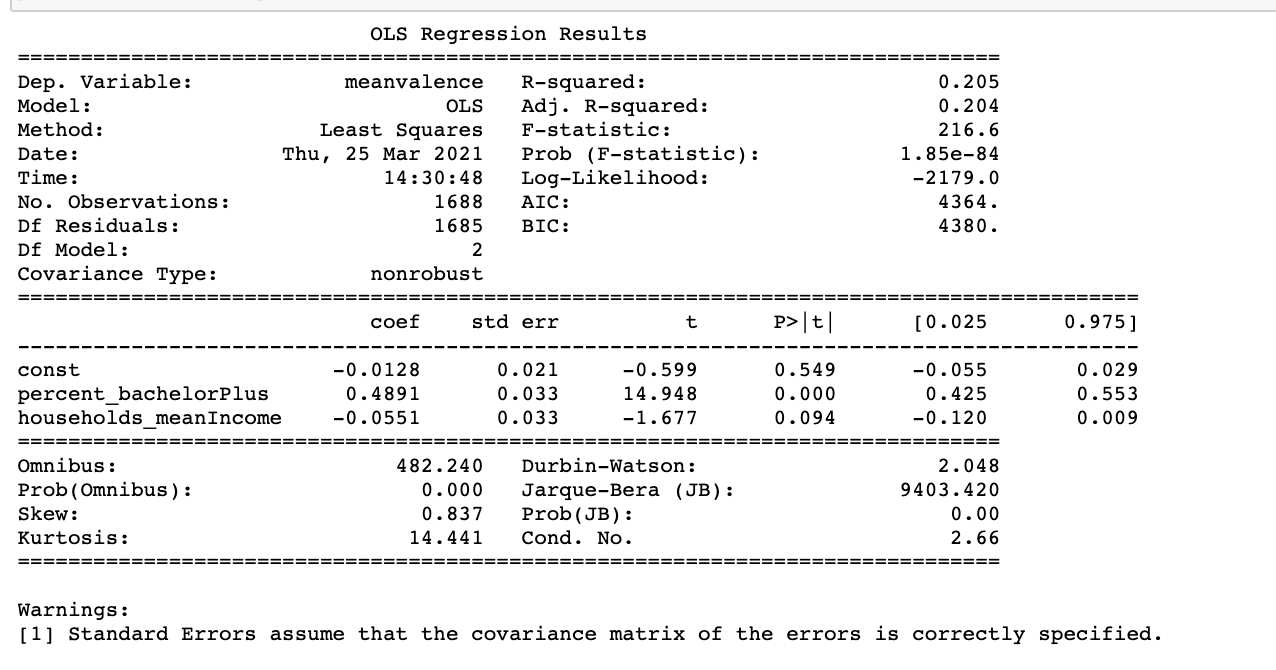 OLS Regression Results
==============================================================================
Dep. Variable: meanvalence R-squared: 0.205
Model: OLS Adj. R-squared: 0.204
Method: Least Squares F-statistic: 216.6
Date: Thu, 25 Mar 2021 Prob (F-statistic): 1.85e-84
Time: 14:30:48 Log-Likelihood: -2179.0
No. Observations: 1688 AIC: 4364.
Df Residuals: 1685 BIC: 4380.
Df Model: 2
Covariance Type: nonrobust
=========================================================================================
coef std err t P>|t| [0.025 0.975]
-----------------------------------------------------------------------------------------
const -0.0128 0.021 -0.599 0.549 -0.055 0.029
percent_bachelorPlus 0.4891 0.033 14.948 0.000 0.425 0.553
households_meanIncome -0.0551 0.033 -1.677 0.094 -0.120 0.009
==============================================================================
Omnibus: 482.240 Durbin-Watson: 2.048
Prob(Omnibus): 0.000 Jarque-Bera (JB): 9403.420
Skew: 0.837 Prob(JB): 0.00
Kurtosis: 14.441 Cond. No. 2.66
==============================================================================
Warnings:
[1] Standard Errors assume that the covariance matrix of the errors is correctly specified.